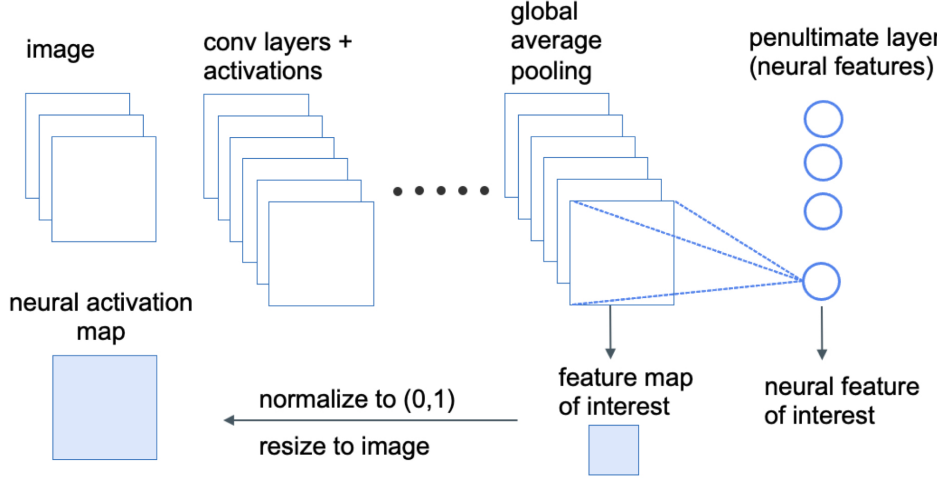 image
conv layers +
activations
global
average
pooling
penultimate layer
(neural features)
neural activation
map
normalize to (0,1)
resize to image
feature map
of interest
neural feature
of interest